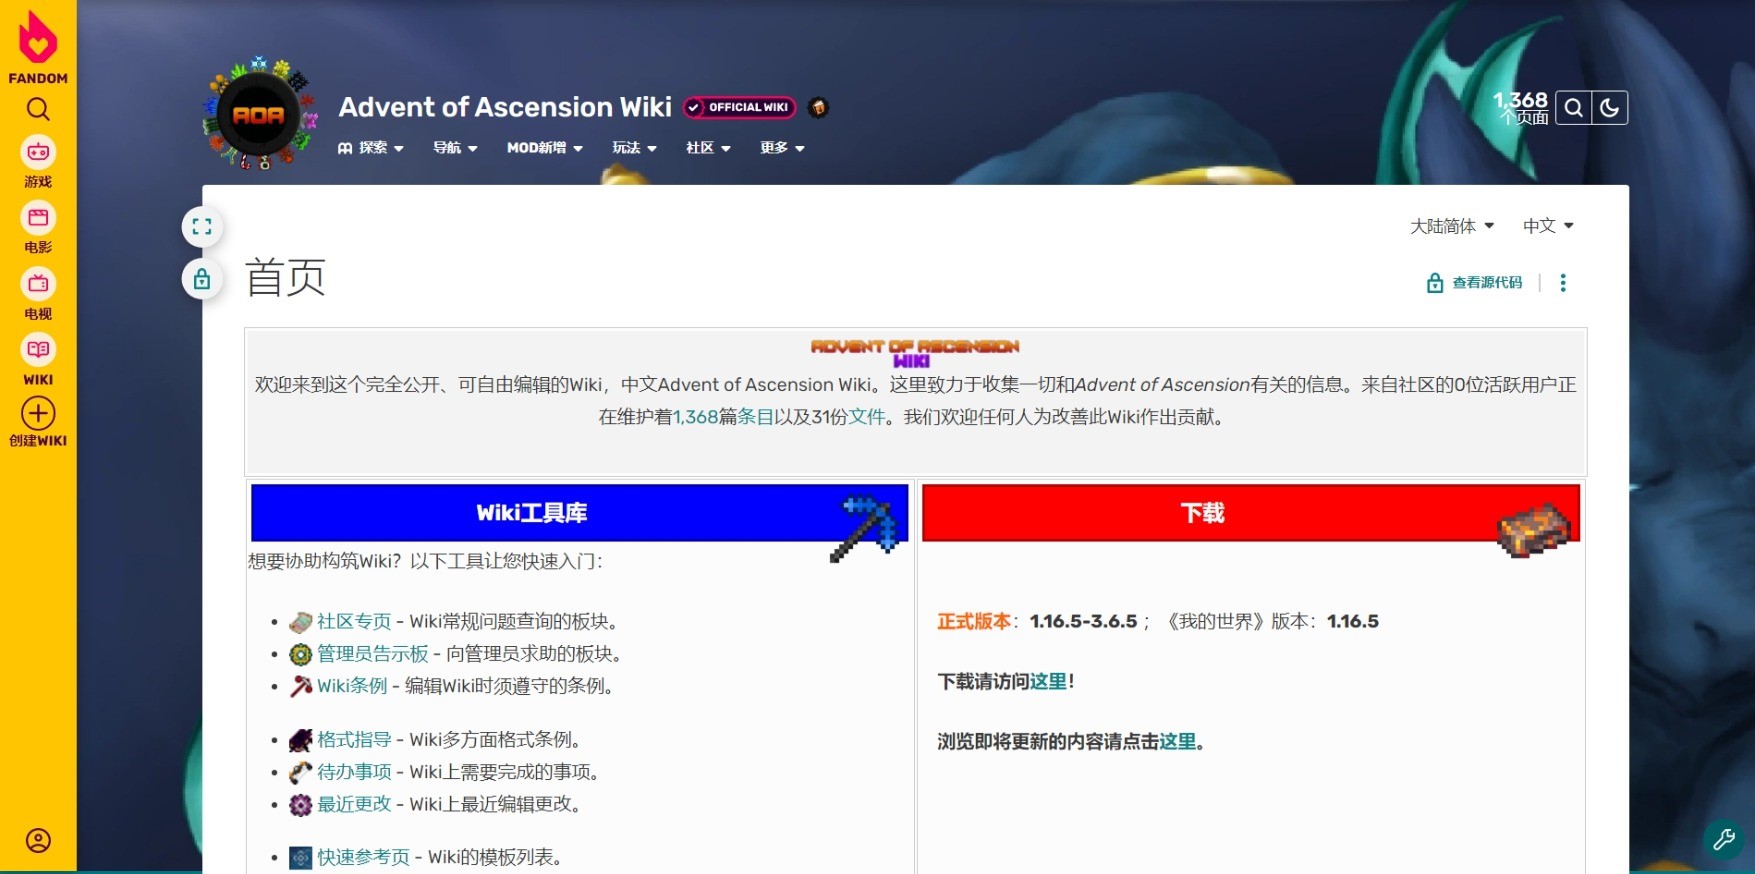 FANDOM
游戏
电影
电视
WIKI
创建WIKI
AOA
Advent of Ascension Wiki
OFFICIAL WIKI
探索
导航
MOD新增
玩法
社区
更多
1,368
个页面
大陆简体
中文
首页
查看源代码
ADVENT OF ASCENSION
WIKI
欢迎来到这个完全公开、可自由编辑的Wiki，中文Advent of Ascension Wiki。这里致力于收集一切和Advent of Ascension有关的信息。来自社区的0位活跃用户正
在维护着1,368篇条目以及31份文件。我们欢迎任何人为改善此Wiki作出贡献。
Wiki工具库
想要协助构筑Wiki？以下工具让您快速入门：
社区专页 - Wiki常规问题查询的板块。
管理员告示板 - 向管理员求助的板块。
Wiki条例 - 编辑Wiki时须遵守的条例。
格式指导 - Wiki多方面格式条例。
待办事项 - Wiki上需要完成的事项。
最近更改 - Wiki上最近编辑更改。
快速参考页 - Wiki的模板列表。
下载
正式版本：1.16.5-3.6.5 ；《我的世界》版本：1.16.5
下载请访问这里！
浏览即将更新的内容请点击这里。